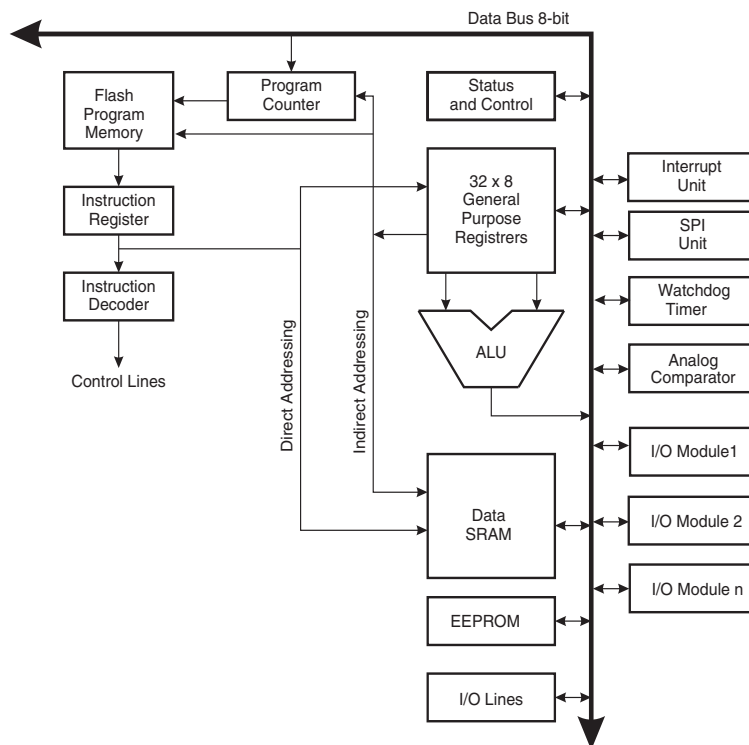 Data Bus 8-bit
Flash
Program
Memory
Program
Counter
Status
and Control
Instruction
Register
32 x 8
General
Purpose
Registrers
Interrupt
Unit
SPI
Unit
Instruction
Decoder
Watchdog
Timer
Control Lines
Direct Addressing
Indirect Addressing
ALU
Analog
Comparator
I/O Module1
Data
SRAM
I/O Module 2
I/O Module n
EEPROM
I/O Lines